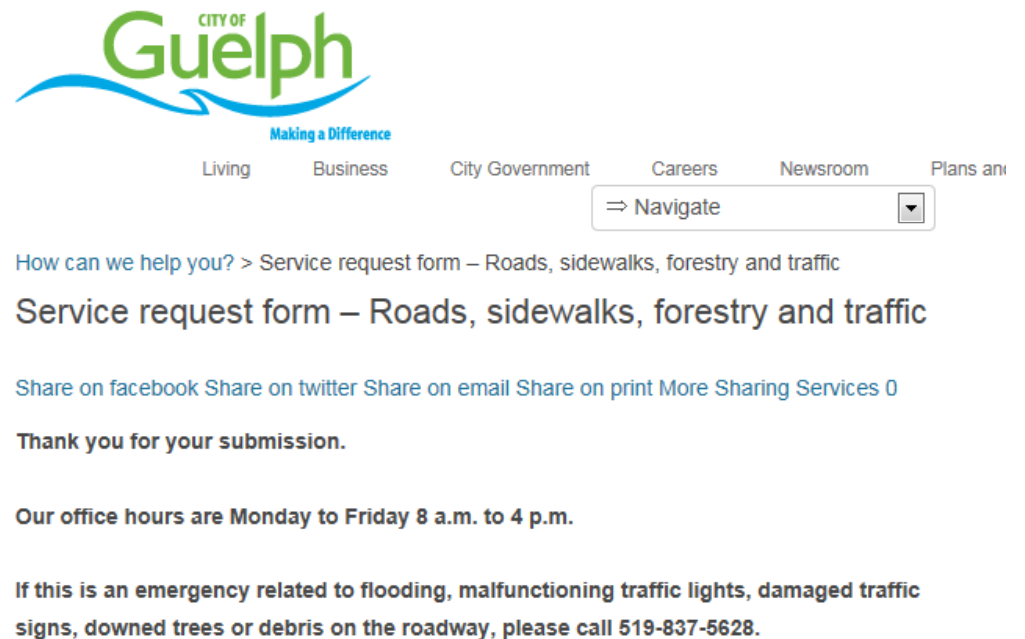 CITY OF
Guelph
Making a Difference
Living Business City Government Careers Newsroom Plans and
⇒ Navigate
How can we help you? > Service request form – Roads, sidewalks, forestry and traffic
Service request form – Roads, sidewalks, forestry and traffic
Share on facebook Share on twitter Share on email Share on print More Sharing Services 0
Thank you for your submission.
Our office hours are Monday to Friday 8 a.m. to 4 p.m.
If this is an emergency related to flooding, malfunctioning traffic lights, damaged traffic
signs, downed trees or debris on the roadway, please call 519-837-5628.